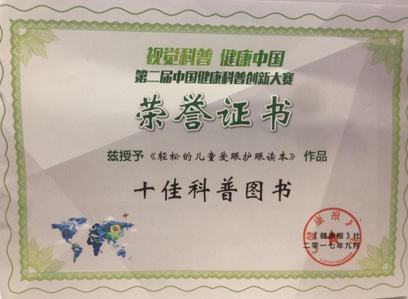 视觉科普 健康中国
第二届中国健康科普创新大赛
荣誉证书
兹授予《轻松的儿童爱眼护眼读本》作品
十佳科普图书
《健康报》社
二〇一七年九月